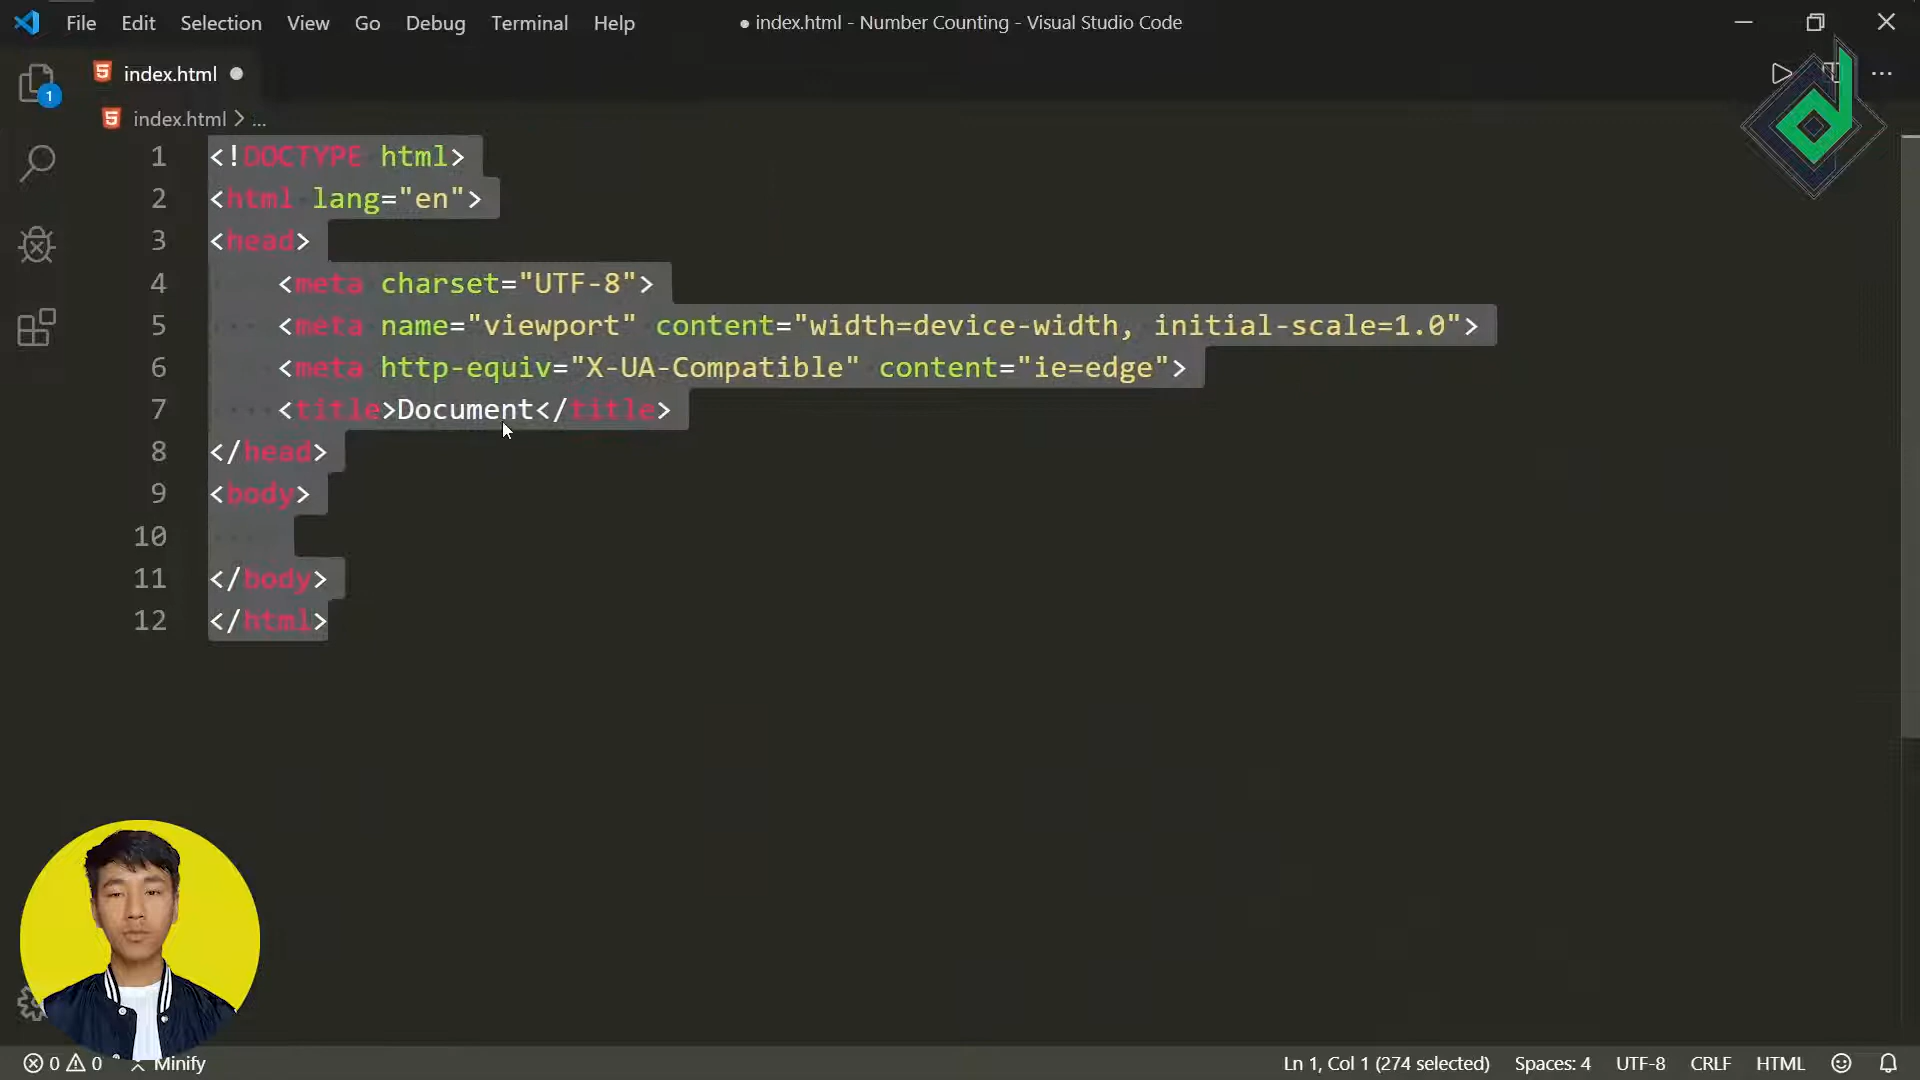 File Edit Selection View Go Debug Terminal Help ● index.html - Number Counting - Visual Studio Code
index.html
1
index.html > ...
1 <!DOCTYPE html>
2 <html lang="en">
3 <head>
4 <meta charset="UTF-8">
5 <meta name="viewport" content="width=device-width, initial-scale=1.0">
6 <meta http-equiv="X-UA-Compatible" content="ie=edge">
7 <title>Document</title>
8 </head>
9 <body>
10
11 </body>
12 </html>
0 0 Minify Ln 1, Col 1 (274 selected) Spaces: 4 UTF-8 CRLF HTML